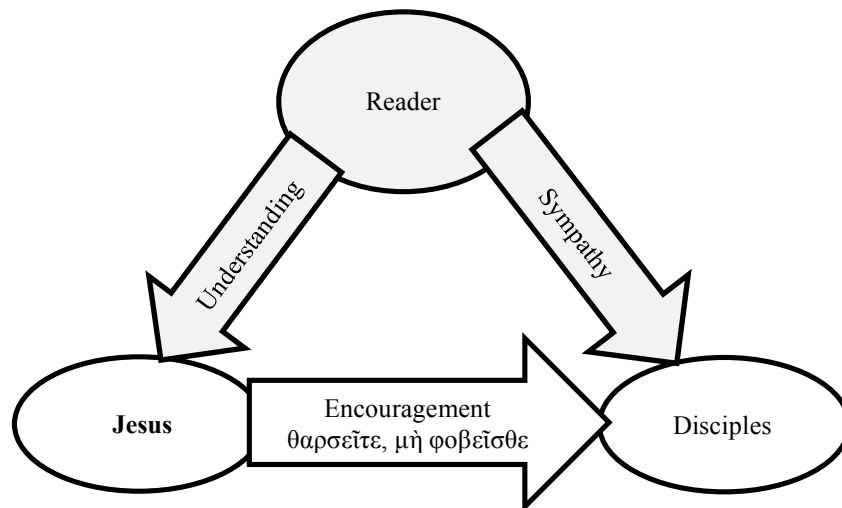 Reader
Understanding
Sympathy
Jesus
Encouragement
θαρσεῖτε, μὴ φοβεῖσθε
Disciples